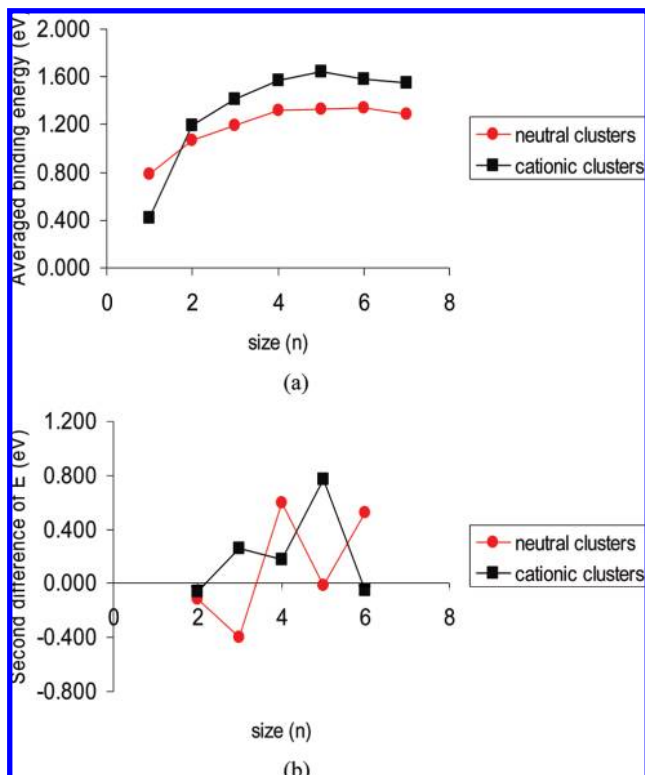 Averaged binding energy (eV)
2.000
1.600
1.200
0.800
0.400
0.000
0 2 4 6 8
size (n)
neutral clusters
cationic clusters
(a)
Second difference of E (eV)
1.200
0.800
0.400
0.000
-0.400
-0.800
0 2 4 6 8
size (n)
neutral clusters
cationic clusters
(b)